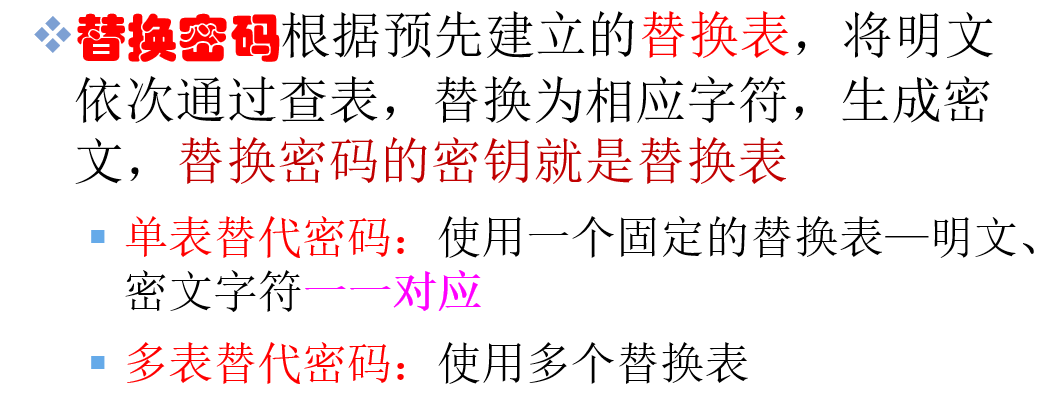 替换密码根据预先建立的替换表，将明文
依次通过查表，替换为相应字符，生成密
文，替换密码的密钥就是替换表
单表替代密码：使用一个固定的替换表—明文、
密文字符一一对应
多表替代密码：使用多个替换表